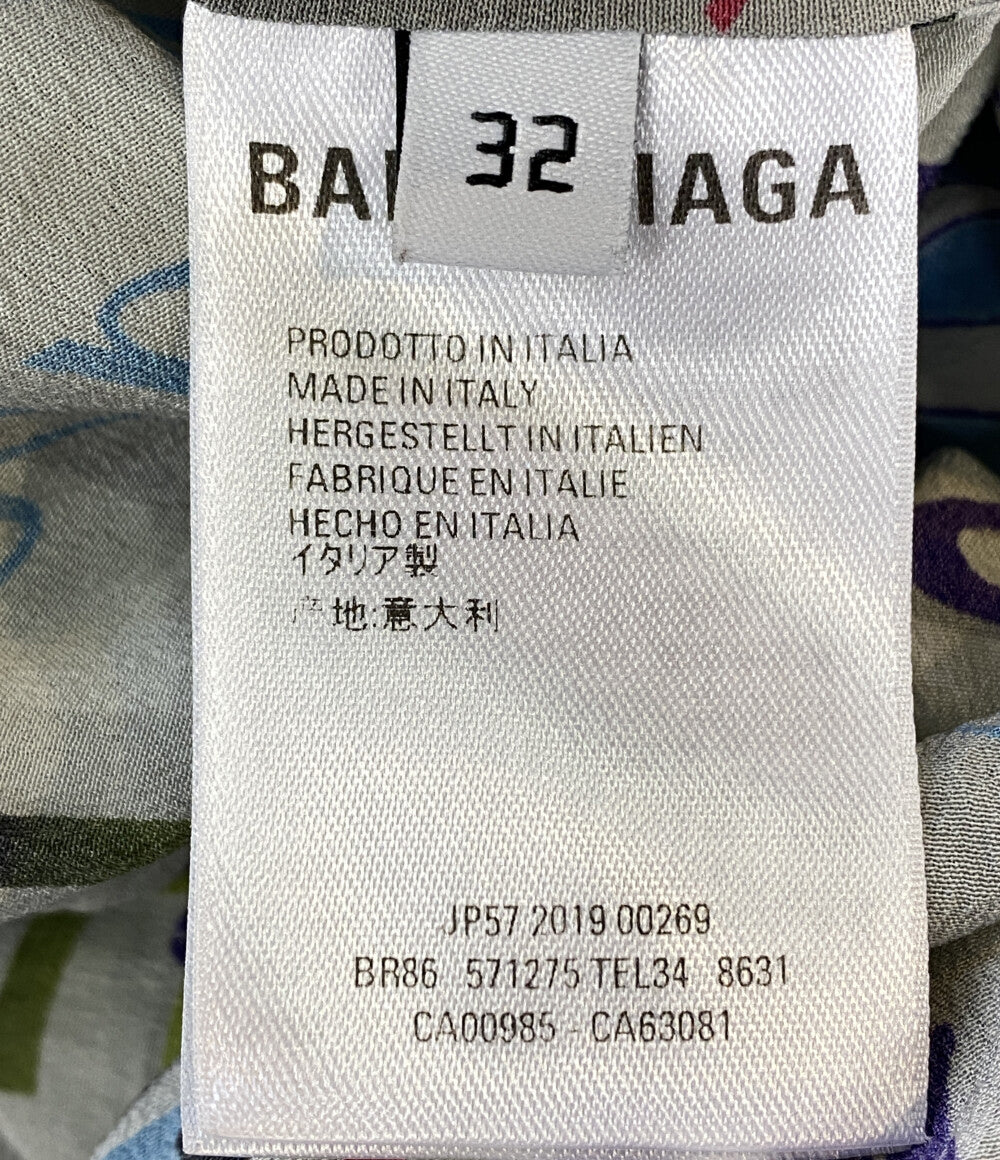 32
BA IAGA
PRODOTTO IN ITALIA
MADE IN ITALY
HERGESTELLT IN ITALIEN
FABRIQUE EN ITALIE
HECHO EN ITALIA
イタリア製
产地:意大利
JP57 2019 00269
BR86 571275 TEL34 8631
CA00985 - CA63081